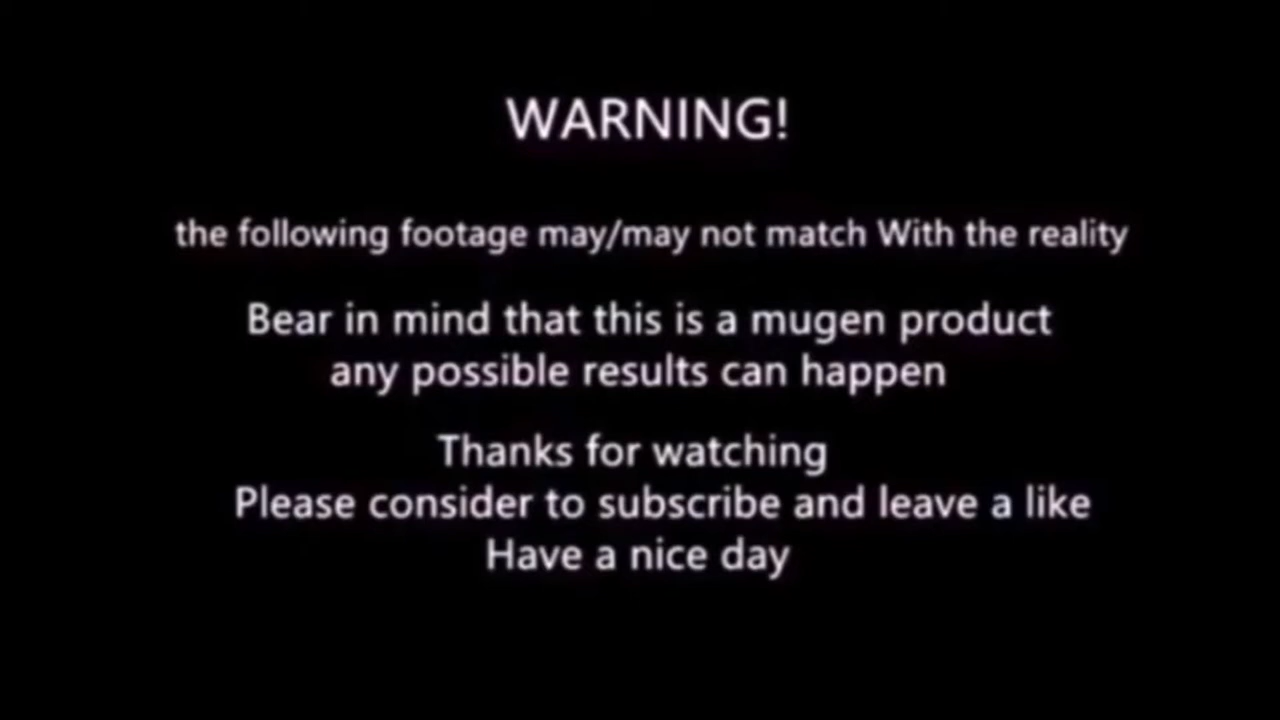 WARNING!
the following footage may/may not match With the reality
Bear in mind that this is a mugen product
any possible results can happen
Thanks for watching
Please consider to subscribe and leave a like
Have a nice day